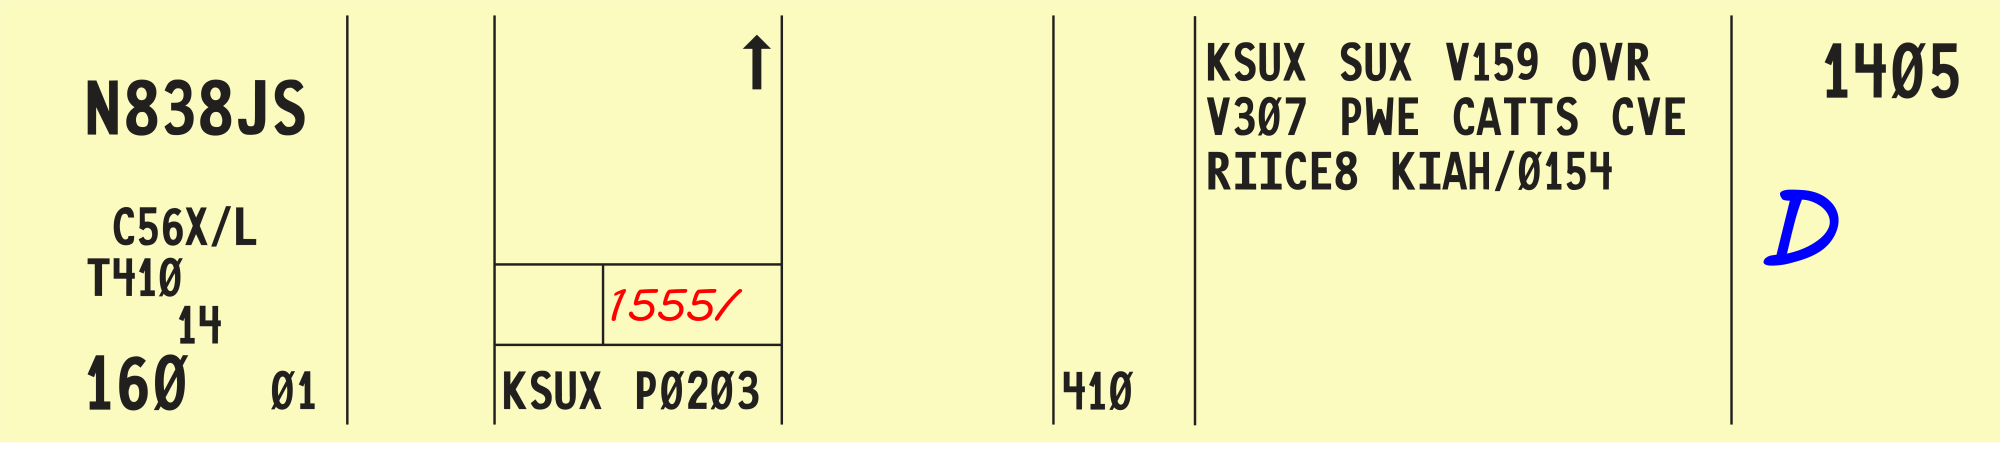 N838JS
C56X/L
T410
14
160 01
↑
1555/
KSUX P0203
410
KSUX SUX V159 OVR
V307 PWE CATTS CVE
RIICE8 KIAH/0154
1405
D